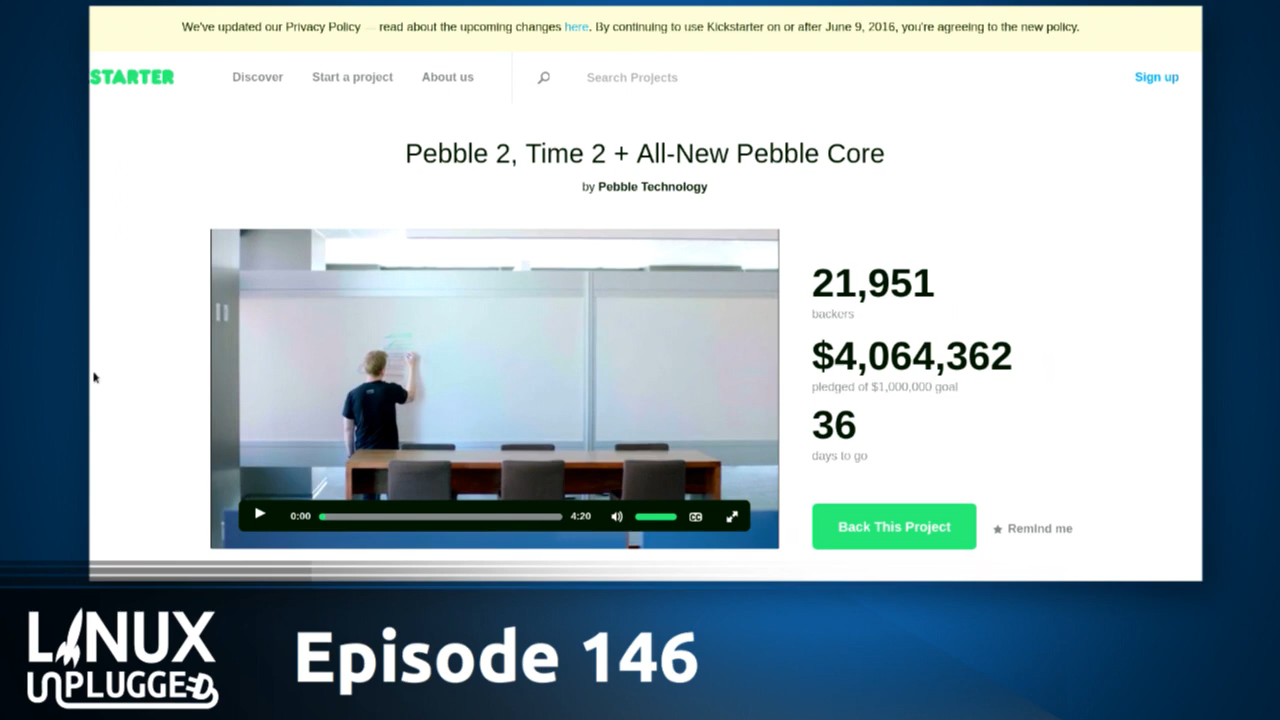 We've updated our Privacy Policy — read about the upcoming changes here. By continuing to use Kickstarter on or after June 9, 2016, you're agreeing to the new policy.
STARTER
Discover
Start a project
About us
Search Projects
Sign up
Pebble 2, Time 2 + All-New Pebble Core
by Pebble Technology
21,951
backers
$4,064,362
pledged of $1,000,000 goal
36
days to go
0:00
4:20
CC
Back This Project
Remind me
LINUX
UNPLUGGED
Episode 146